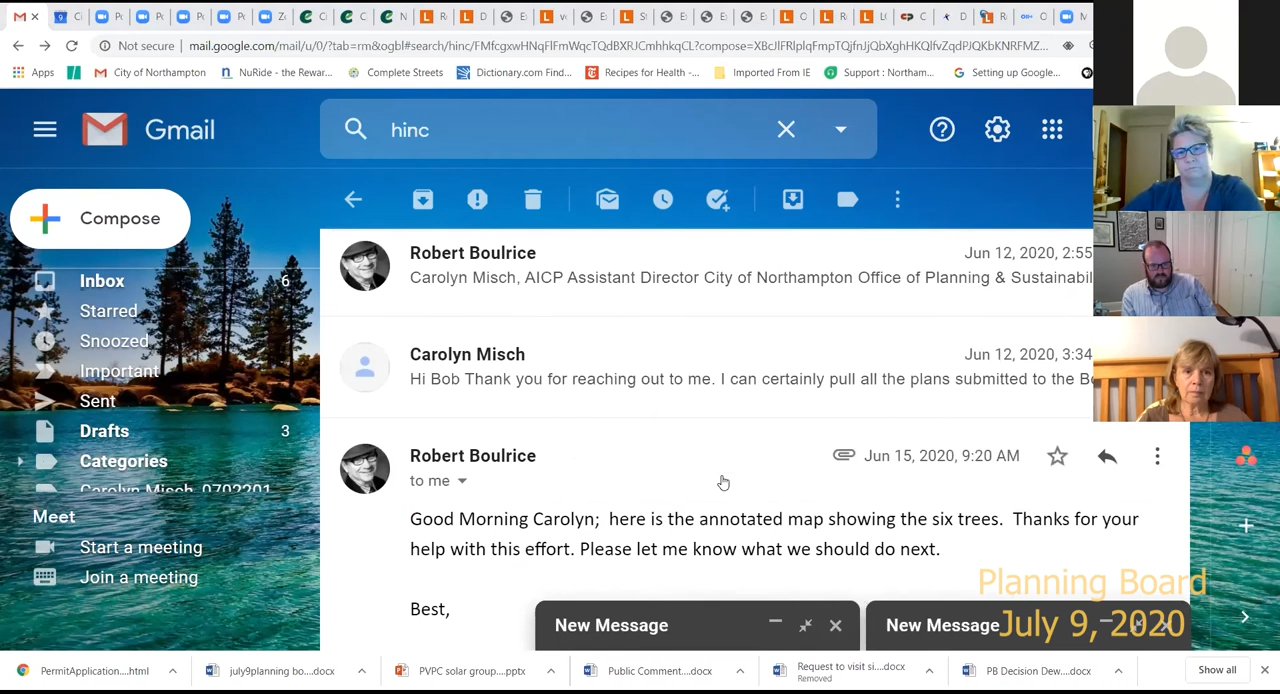 Not secure | mail.google.com/mail/u/0/?tab=rm&ogbl#search/hinc/
Apps City of Northampton NuRide - the Rewar... Complete Streets Dictionary.com Find... Recipes for Health -... Imported From IE Support : Northam... Setting up Google...
Gmail
hinc
Compose
Robert Boulrice Jun 12, 2020, 2:55
Carolyn Misch, AICP Assistant Director City of Northampton Office of Planning & Sustainabil
Inbox 6
Starred
Snoozed
Important
Sent
Drafts 3
Categories
Carolyn Misch_0702201
Carolyn Misch Jun 12, 2020, 3:34
Hi Bob Thank you for reaching out to me. I can certainly pull all the plans submitted to the Bo
Robert Boulrice Jun 15, 2020, 9:20 AM
to me
Good Morning Carolyn; here is the annotated map showing the six trees. Thanks for your
help with this effort. Please let me know what we should do next.
Best,
Meet
Start a meeting
Join a meeting
New Message New Message
Planning Board
July 9, 2020
PermitApplication....html july9planning bo....docx PVPC solar group....pptx Public Comment....docx Request to visit si....docx PB Decision Dew....docx Show all
Removed